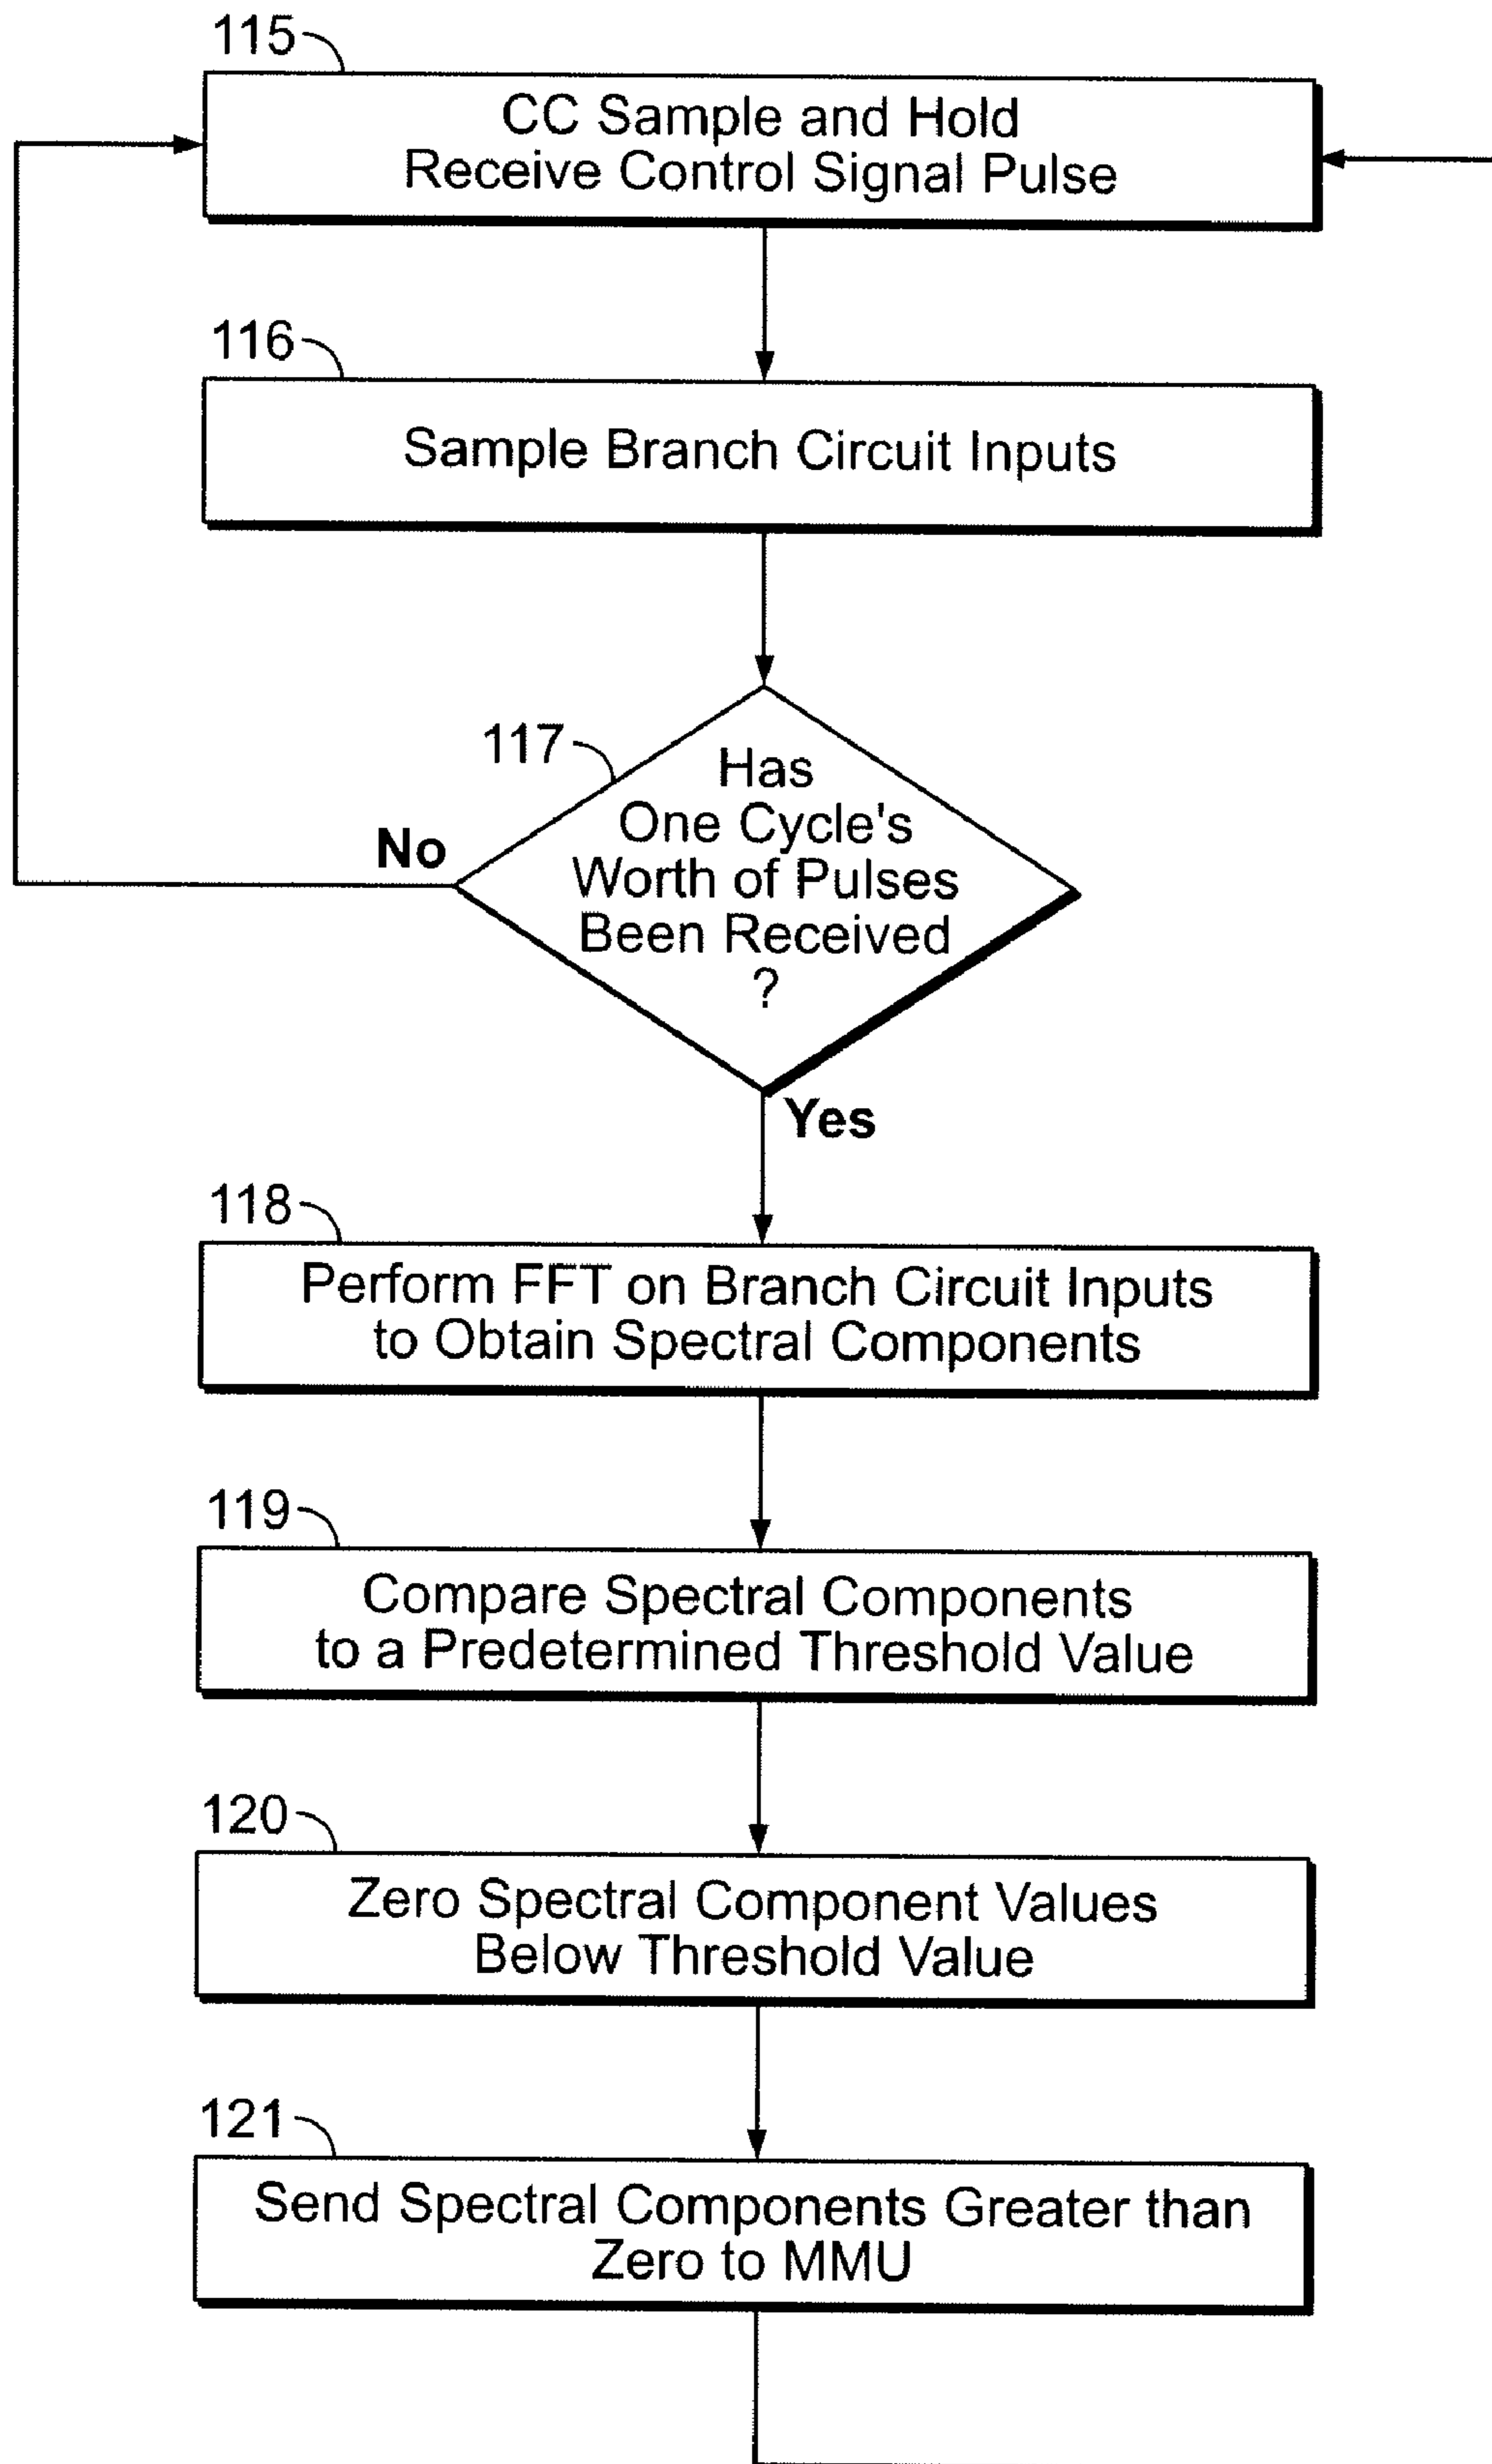 115
CC Sample and Hold
Receive Control Signal Pulse
116
Sample Branch Circuit Inputs
117
Has
One Cycle's
Worth of Pulses
Been Received
?
No
Yes
118
Perform FFT on Branch Circuit Inputs
to Obtain Spectral Components
119
Compare Spectral Components
to a Predetermined Threshold Value
120
Zero Spectral Component Values
Below Threshold Value
121
Send Spectral Components Greater than
Zero to MMU